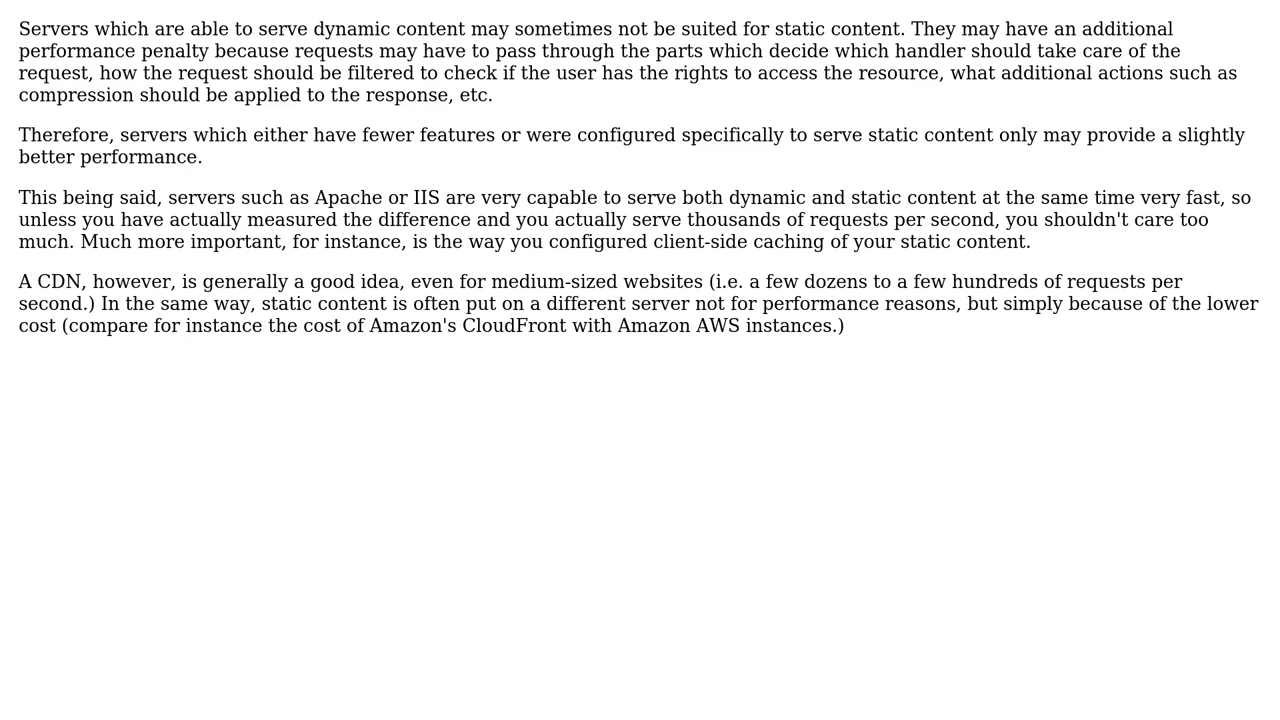 Servers which are able to serve dynamic content may sometimes not be suited for static content. They may have an additional
performance penalty because requests may have to pass through the parts which decide which handler should take care of the
request, how the request should be filtered to check if the user has the rights to access the resource, what additional actions such as
compression should be applied to the response, etc.
Therefore, servers which either have fewer features or were configured specifically to serve static content only may provide a slightly
better performance.
This being said, servers such as Apache or IIS are very capable to serve both dynamic and static content at the same time very fast, so
unless you have actually measured the difference and you actually serve thousands of requests per second, you shouldn't care too
much. Much more important, for instance, is the way you configured client-side caching of your static content.
A CDN, however, is generally a good idea, even for medium-sized websites (i.e. a few dozens to a few hundreds of requests per
second.) In the same way, static content is often put on a different server not for performance reasons, but simply because of the lower
cost (compare for instance the cost of Amazon's CloudFront with Amazon AWS instances.)